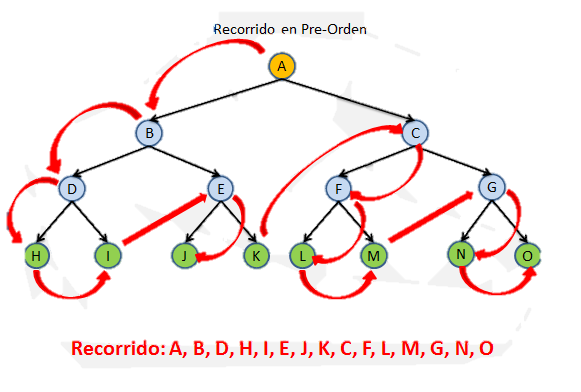 Recorrido en Pre-Orden
A
B C
D E F G
H I J K L M N O
Recorrido: A, B, D, H, I, E, J, K, C, F, L, M, G, N, O